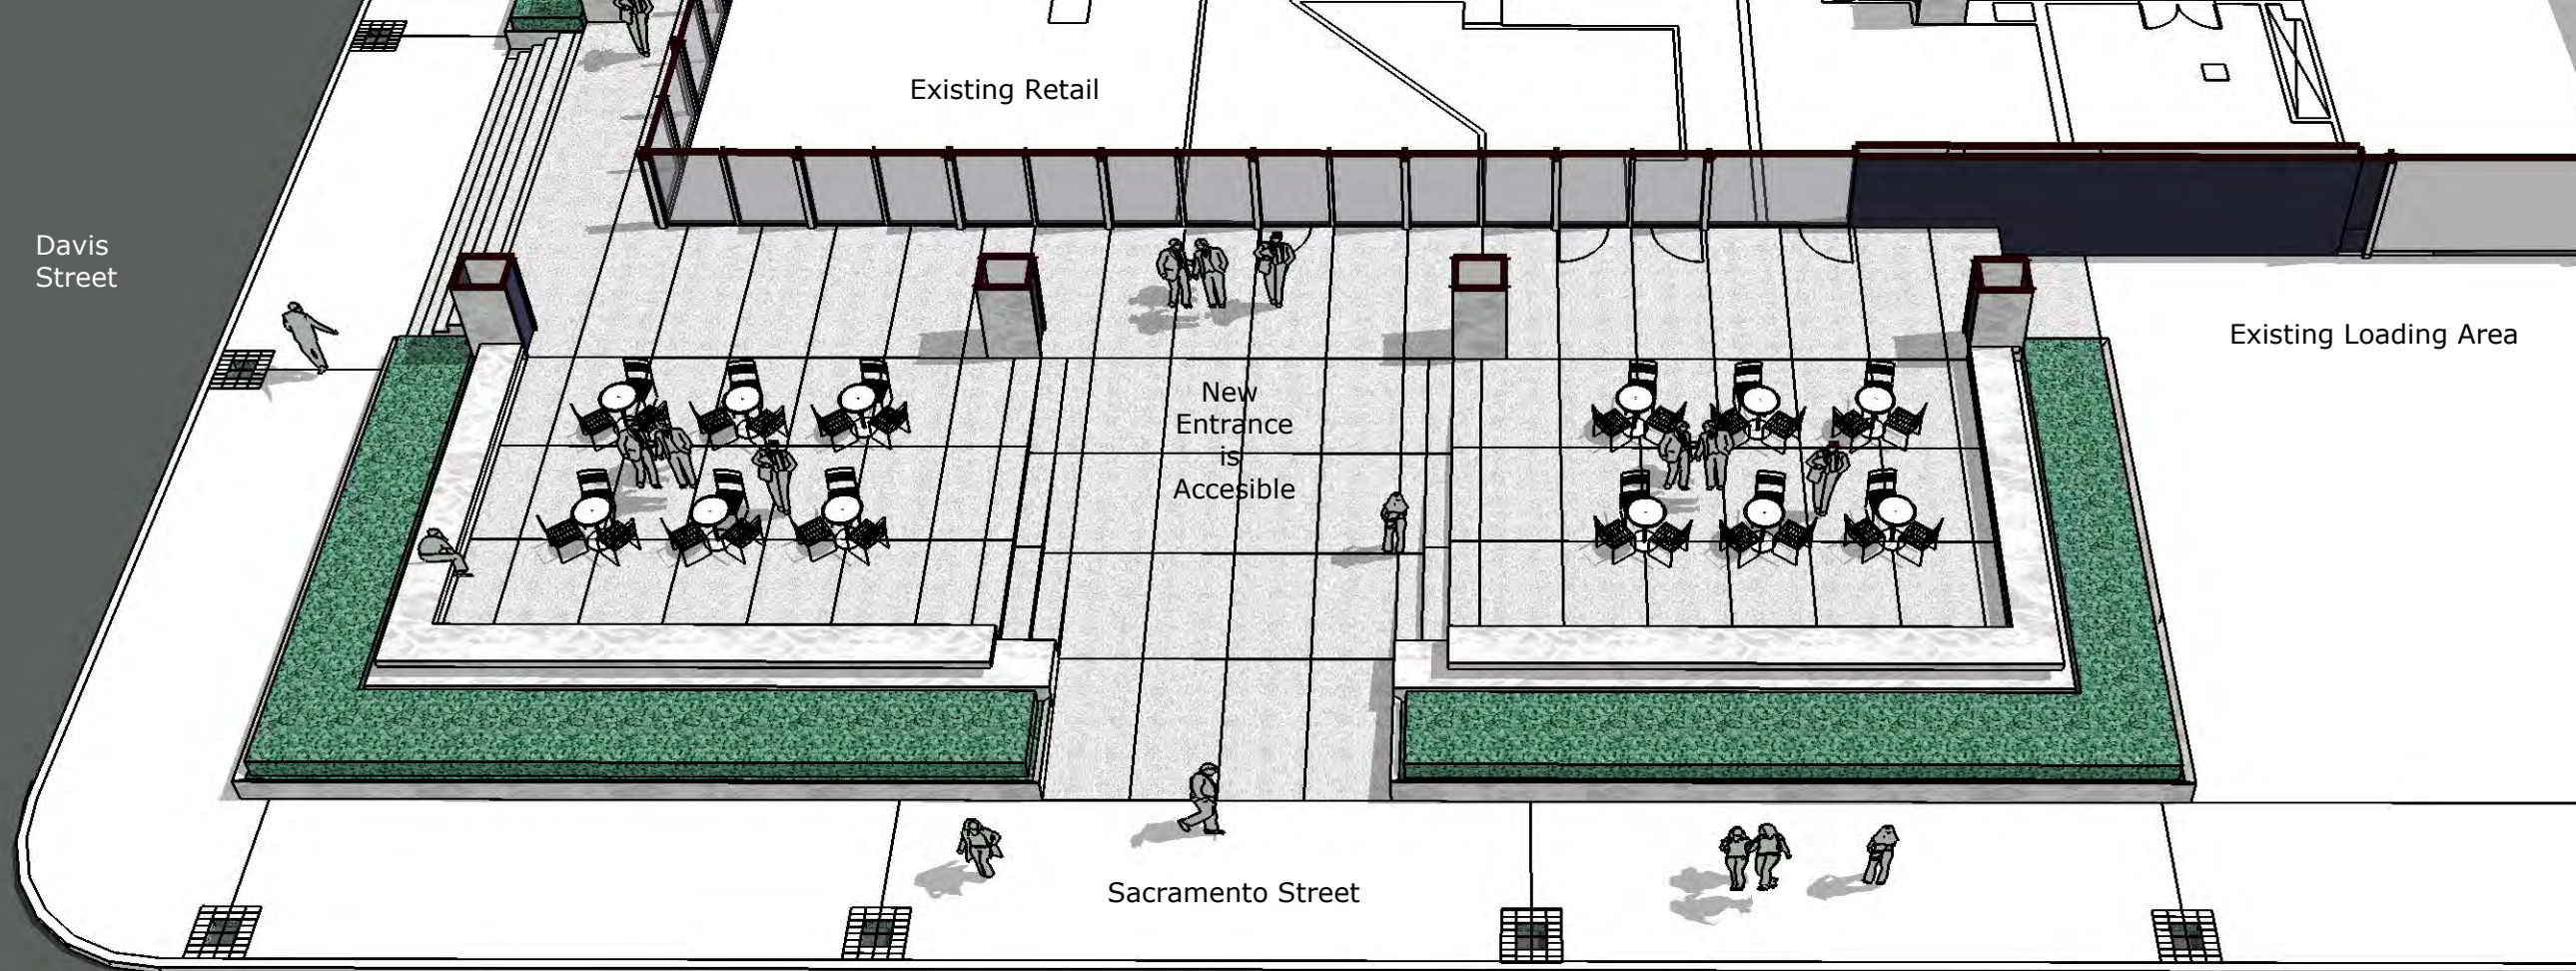 Existing Retail
Davis
Street
Existing Loading Area
New
Entrance
is
Accesible
Sacramento Street